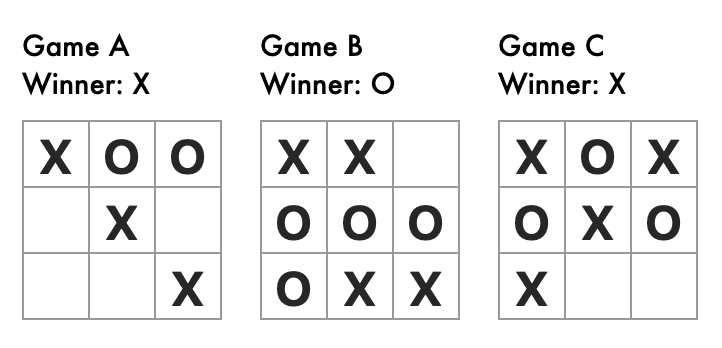 Game A
Winner: X
X O O
X
X
Game B
Winner: O
X X
O O O
O X X
Game C
Winner: X
X O X
O X O
X